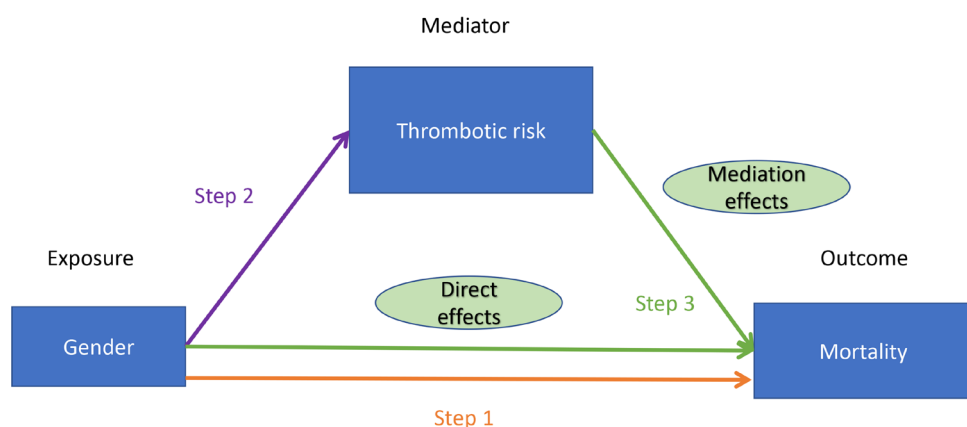 Mediator
Thrombotic risk
Mediation
effects
Step 2
Exposure
Outcome
Direct
effects
Step 3
Gender
Mortality
Step 1